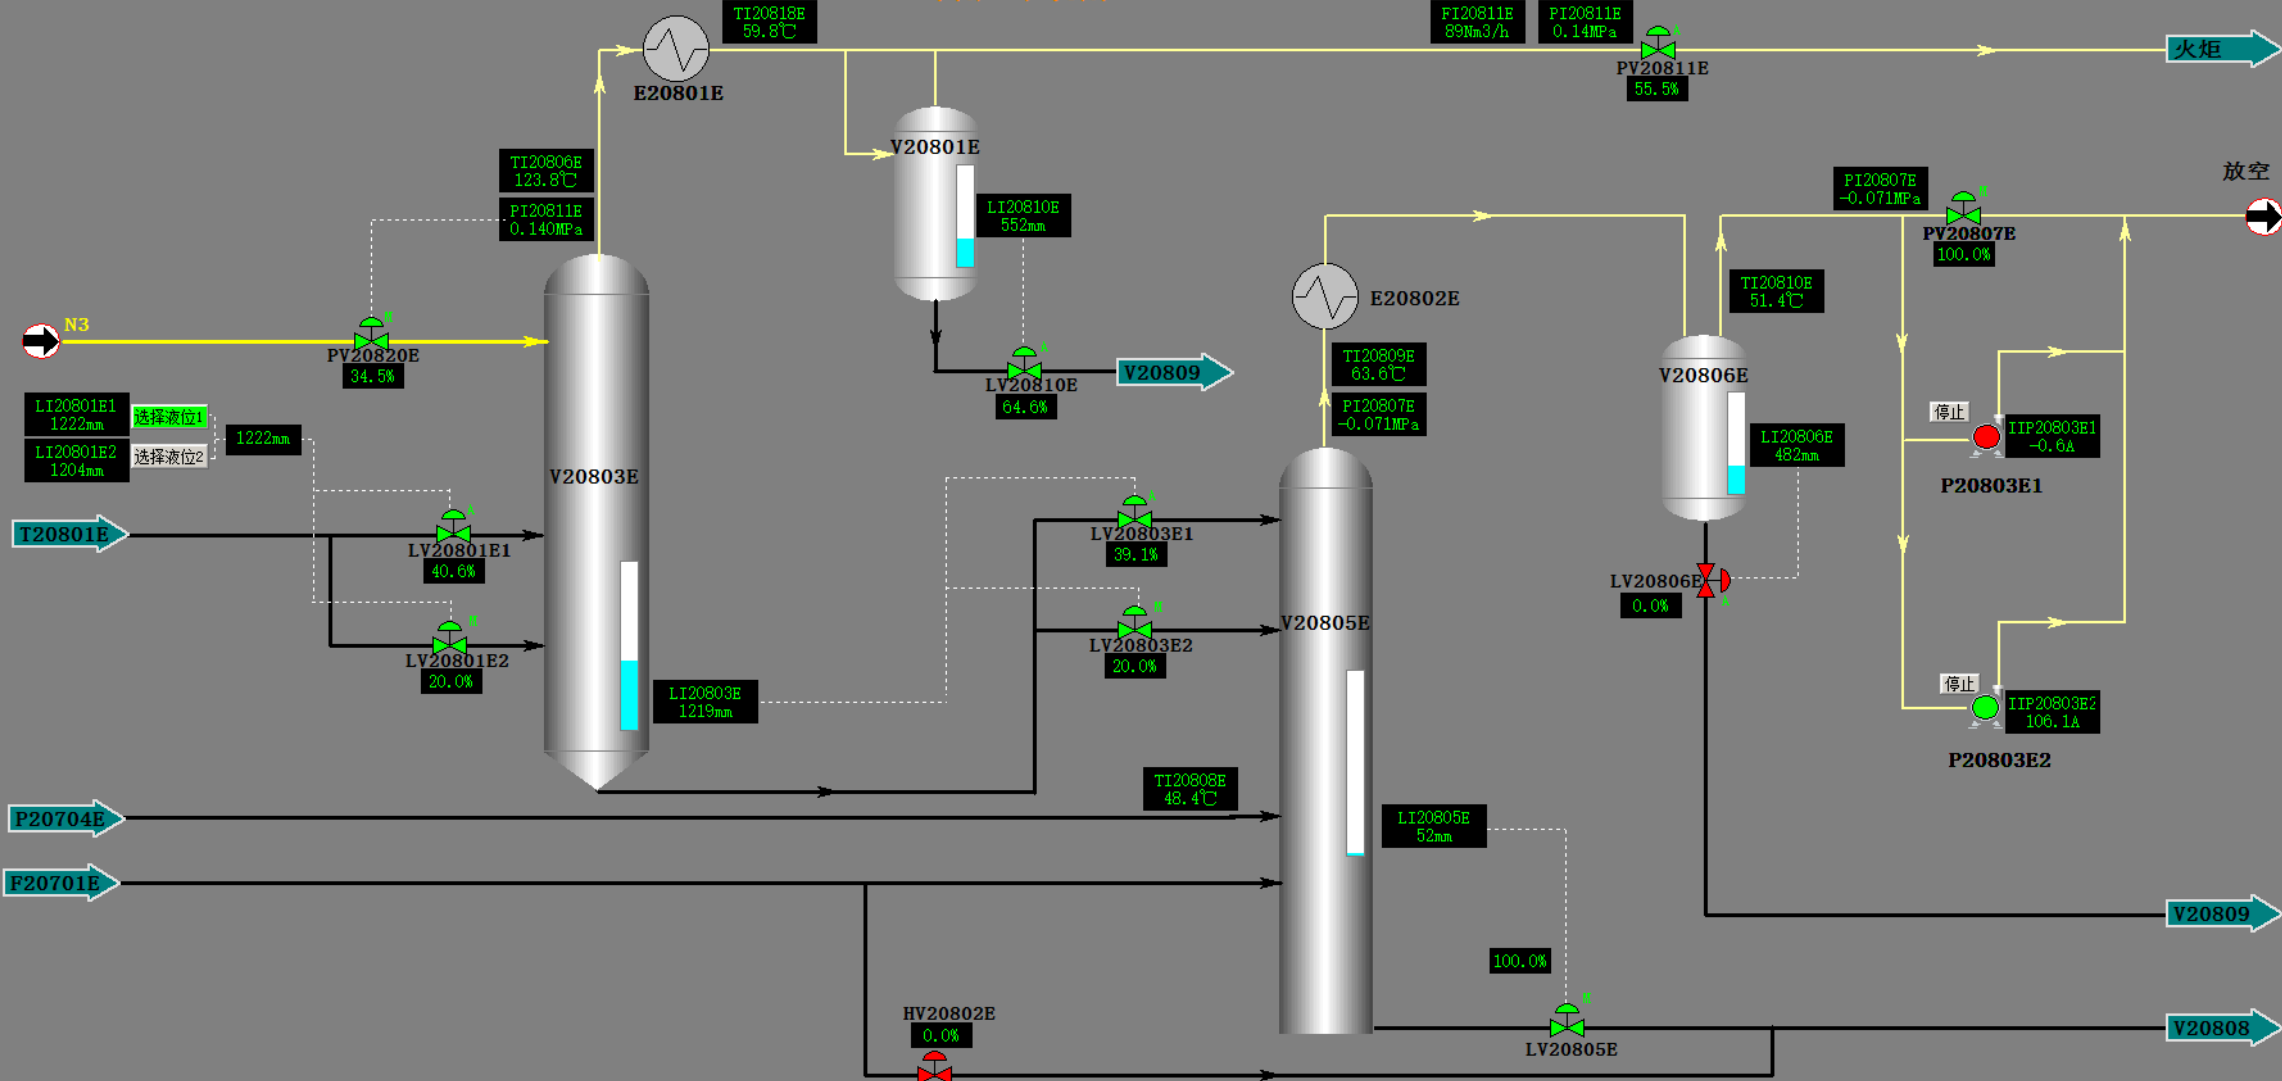 TI20818E
59.8℃
FI20811E
89Nm3/h
PI20811E
0.14MPa
火炬
PV20811E
55.5%
E20801E
V20801E
TI20806E
123.8℃
PI20811E
0.140MPa
LI20810E
552mm
放空
PI20807E
-0.071MPa
M
PV20807E
100.0%
TI20810E
51.4℃
E20802E
N3
M
PV20820E
34.5%
A
LV20810E
64.6%
V20809
TI20809E
63.6℃
PI20807E
-0.071MPa
V20806E
LI20801E1
1222mm
选择液位1
LI20801E2
1204mm
选择液位2
1222mm
停止
IIP20803E1
-0.6A
P20803E1
LI20806E
482mm
V20803E
T20801E
A
LV20801E1
40.6%
A
LV20803E1
39.1%
LV20806E
0.0%
A
M
LV20801E2
20.0%
M
LV20803E2
20.0%
V20805E
LI20803E
1219mm
停止
IIP20803E2
106.1A
P20803E2
TI20808E
48.4℃
P20704E
LI20805E
52mm
F20701E
V20809
100.0%
HV20802E
0.0%
M
LV20805E
V20808